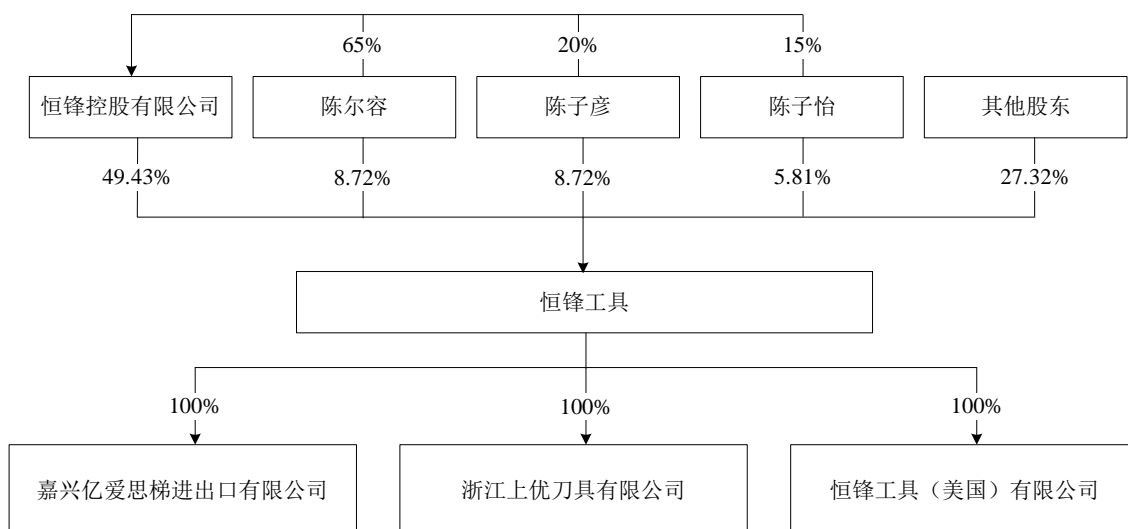 65%
20%
15%
恒锋控股有限公司
陈尔容
陈子彦
陈子怡
其他股东
49.43%
8.72%
8.72%
5.81%
27.32%
恒锋工具
100%
100%
100%
嘉兴亿爱思梯进出口有限公司
浙江上优刀具有限公司
恒锋工具（美国）有限公司